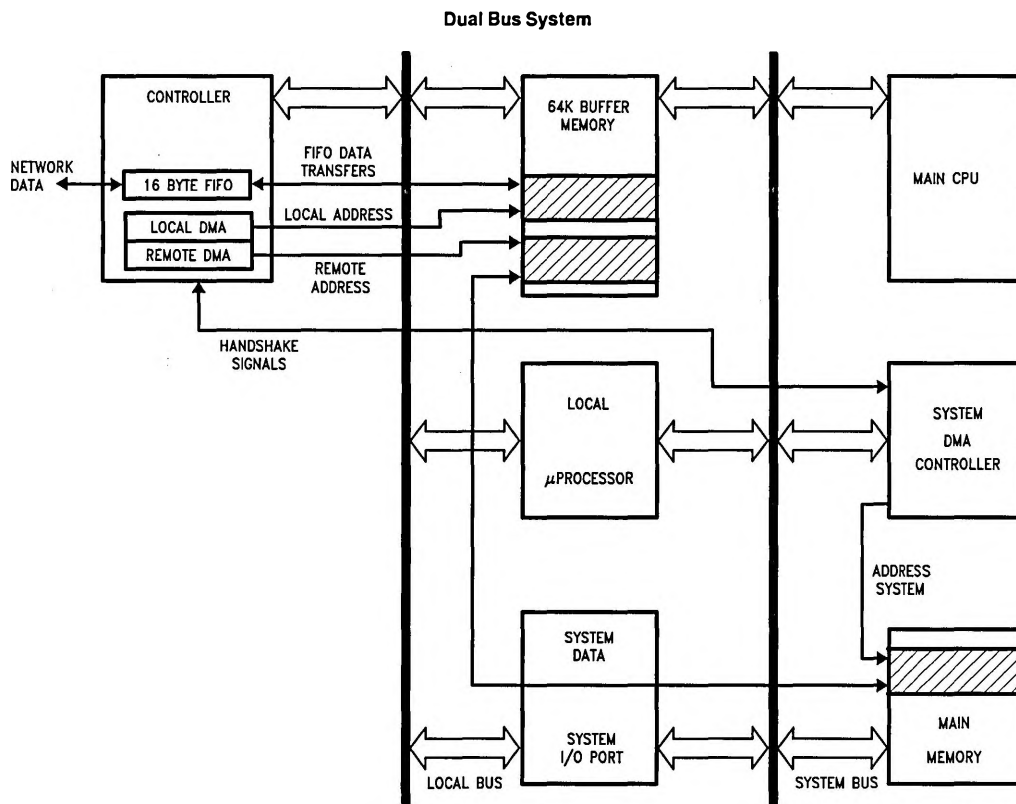 Dual Bus System
CONTROLLER
64K BUFFER
MEMORY
MAIN CPU
NETWORK
DATA
16 BYTE FIFO
FIFO DATA
TRANSFERS
LOCAL DMA
LOCAL ADDRESS
REMOTE DMA
REMOTE
ADDRESS
HANDSHAKE
SIGNALS
LOCAL
μPROCESSOR
SYSTEM
DMA
CONTROLLER
ADDRESS
SYSTEM
SYSTEM
DATA
SYSTEM
I/O PORT
MAIN
MEMORY
LOCAL BUS
SYSTEM BUS